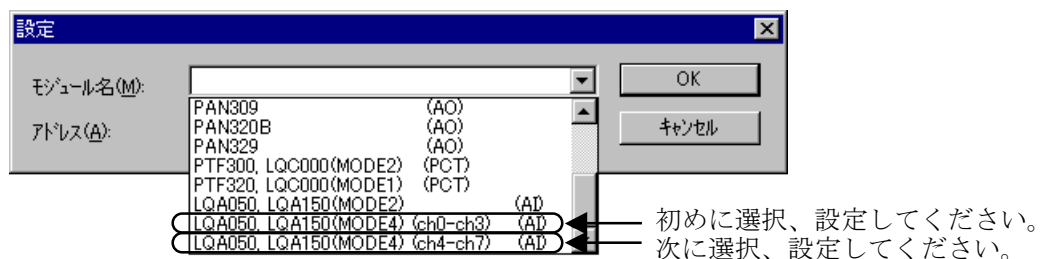 設定
モジュール名(M):
OK
PAN309 (AO)
アドレス(A):
PAN320B (AO)
キャンセル
PAN329 (AO)
PTF300, LQC000(MODE2) (PCT)
PTF320, LQC000(MODE1) (PCT)
LQA050, LQA150(MODE2) (AI)
LQA050, LQA150(MODE4) (ch0-ch3) (AI)
初めに選択、設定してください。
LQA050, LQA150(MODE4) (ch4-ch7) (AI)
次に選択、設定してください。